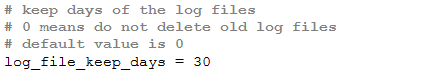 # keep days of the log files
# 0 means do not delete old log files
# default value is 0
log_file_keep_days = 30